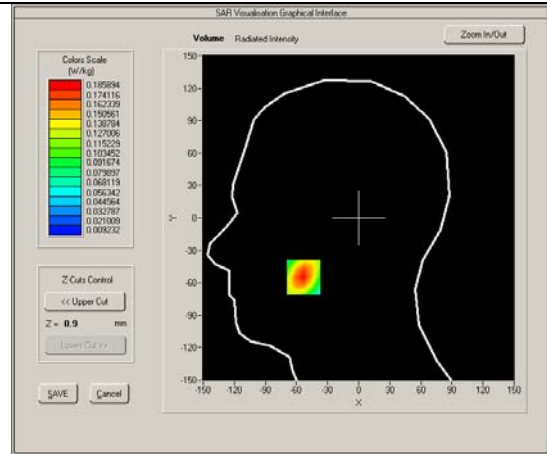 SAR Visualisation Graphical Interface
Volume Radiated Intensity
Zoom In/Out
Colors Scale
(W/kg)
0.185894
0.174116
0.162339
0.150561
0.138784
0.127006
0.115229
0.103452
0.091674
0.079897
0.068119
0.056342
0.044564
0.032787
0.021009
0.009232
Z Cuts Control
<< Upper Cut
Z = 0.9 mm
Lower Cut >>
SAVE Cancel
150
120
90
60
30
0
-30
-60
-90
-120
-150
Y
-150 -120 -90 -60 -30 0 30 60 90 120 150
X